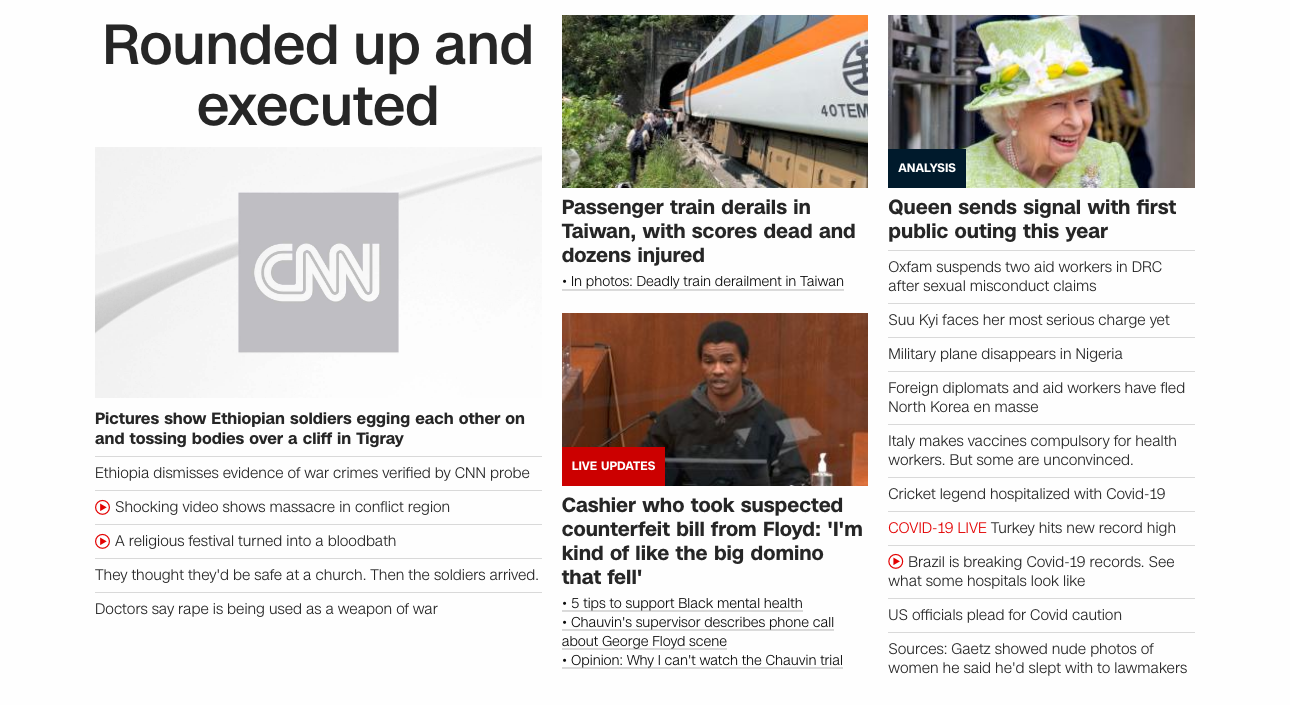 Rounded up and
executed
CNN
Pictures show Ethiopian soldiers egging each other on
and tossing bodies over a cliff in Tigray
Ethiopia dismisses evidence of war crimes verified by CNN probe
Shocking video shows massacre in conflict region
A religious festival turned into a bloodbath
They thought they'd be safe at a church. Then the soldiers arrived.
Doctors say rape is being used as a weapon of war
40TEM
Passenger train derails in
Taiwan, with scores dead and
dozens injured
• In photos: Deadly train derailment in Taiwan
LIVE UPDATES
Cashier who took suspected
counterfeit bill from Floyd: 'I'm
kind of like the big domino
that fell'
• 5 tips to support Black mental health
• Chauvin's supervisor describes phone call
about George Floyd scene
• Opinion: Why I can't watch the Chauvin trial
ANALYSIS
Queen sends signal with first
public outing this year
Oxfam suspends two aid workers in DRC
after sexual misconduct claims
Suu Kyi faces her most serious charge yet
Military plane disappears in Nigeria
Foreign diplomats and aid workers have fled
North Korea en masse
Italy makes vaccines compulsory for health
workers. But some are unconvinced.
Cricket legend hospitalized with Covid-19
COVID-19 LIVE Turkey hits new record high
Brazil is breaking Covid-19 records. See
what some hospitals look like
US officials plead for Covid caution
Sources: Gaetz showed nude photos of
women he said he'd slept with to lawmakers